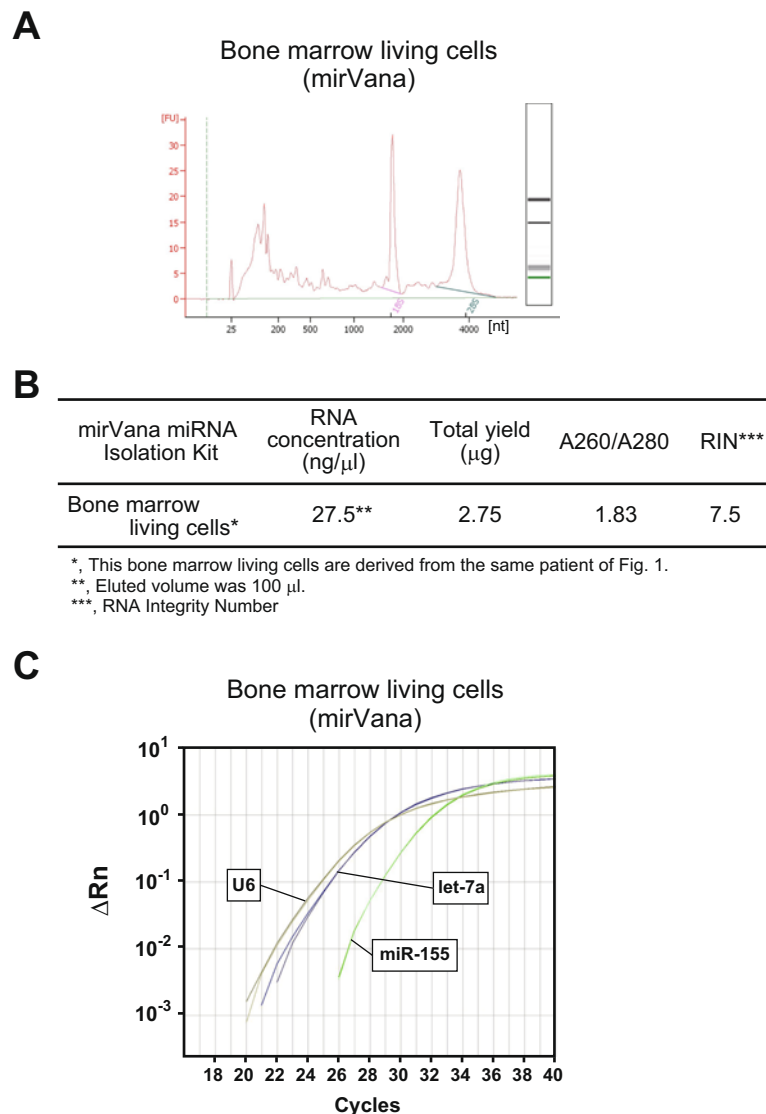 A
Bone marrow living cells
(mirVana)
[FU]
30
25
20
15
10
5
0
18S
28S
25
200
500
1000
2000
4000
[nt]
B
mirVana miRNA
Isolation Kit
RNA
concentration
(ng/µl)
Total yield
(µg)
A260/A280
RIN***
Bone marrow
living cells*
27.5**
2.75
1.83
7.5
*, This bone marrow living cells are derived from the same patient of Fig. 1.
**, Eluted volume was 100 µl.
***, RNA Integrity Number
C
Bone marrow living cells
(mirVana)
10¹
10⁰
10⁻¹
10⁻²
10⁻³
ΔRn
U6
let-7a
miR-155
18 20 22 24 26 28 30 32 34 36 38 40
Cycles